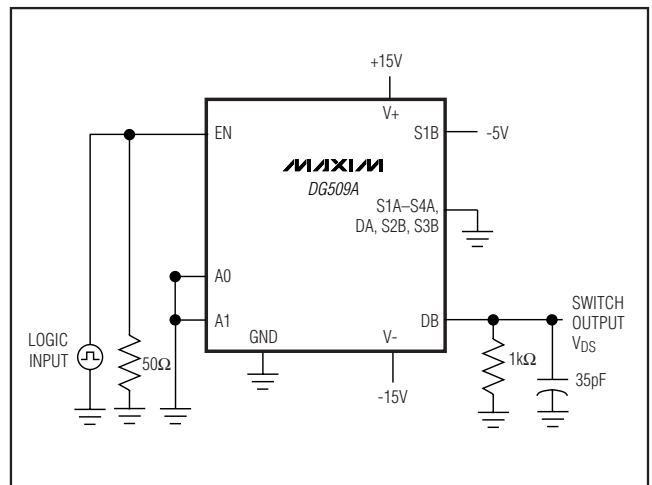 +15V
V+
EN
S1B
-5V
MAXIM
DG509A
S1A–S4A,
DA, S2B, S3B
A0
A1
DB
SWITCH
OUTPUT
VDS
LOGIC
INPUT
50Ω
GND
V-
1kΩ
35pF
-15V